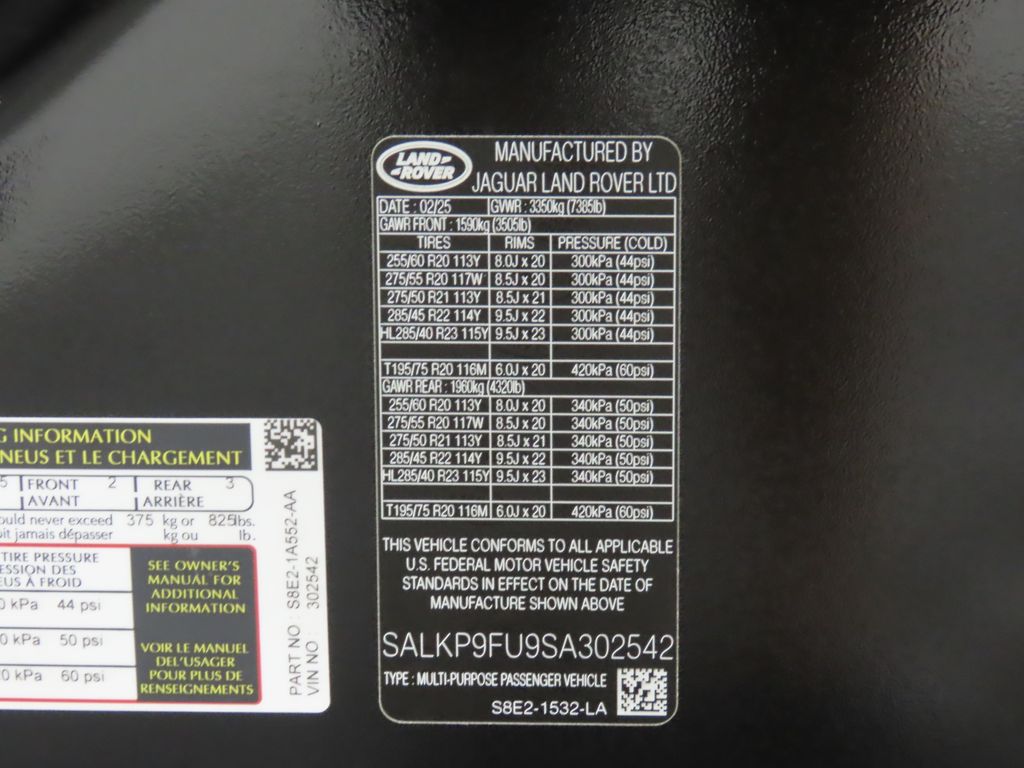 LAND ROVER
MANUFACTURED BY
JAGUAR LAND ROVER LTD
DATE : 02/25 GVWR : 3350kg (7385lb)
GAWR FRONT : 1590kg (3505lb)
TIRES RIMS PRESSURE (COLD)
255/60 R20 113Y 8.0J x 20 300kPa (44psi)
275/55 R20 117W 8.5J x 20 300kPa (44psi)
275/50 R21 113Y 8.5J x 21 300kPa (44psi)
285/45 R22 114Y 9.5J x 22 300kPa (44psi)
HL285/40 R23 115Y 9.5J x 23 300kPa (44psi)
T195/75 R20 116M 6.0J x 20 420kPa (60psi)
GAWR REAR : 1960kg (4320lb)
255/60 R20 113Y 8.0J x 20 340kPa (50psi)
275/55 R20 117W 8.5J x 20 340kPa (50psi)
275/50 R21 113Y 8.5J x 21 340kPa (50psi)
285/45 R22 114Y 9.5J x 22 340kPa (50psi)
HL285/40 R23 115Y 9.5J x 23 340kPa (50psi)
T195/75 R20 116M 6.0J x 20 420kPa (60psi)
THIS VEHICLE CONFORMS TO ALL APPLICABLE
U.S. FEDERAL MOTOR VEHICLE SAFETY
STANDARDS IN EFFECT ON THE DATE OF
MANUFACTURE SHOWN ABOVE
SALKP9FU9SA302542
TYPE : MULTI-PURPOSE PASSENGER VEHICLE
S8E2-1532-LA
G INFORMATION
NEUS ET LE CHARGEMENT
5 FRONT 2 REAR 3
AVANT ARRIÈRE
ould never exceed 375 kg or 825lbs.
oit jamais dépasser kg ou lb.
TIRE PRESSURE
ESSION DES
EUS À FROID
0 kPa 44 psi
0 kPa 50 psi
20 kPa 60 psi
SEE OWNER'S
MANUAL FOR
ADDITIONAL
INFORMATION
VOIR LE MANUEL
DEL'USAGER
POUR PLUS DE
RENSEIGNEMENTS
PART NO : S8E2-1A552-AA
VIN NO : 302542